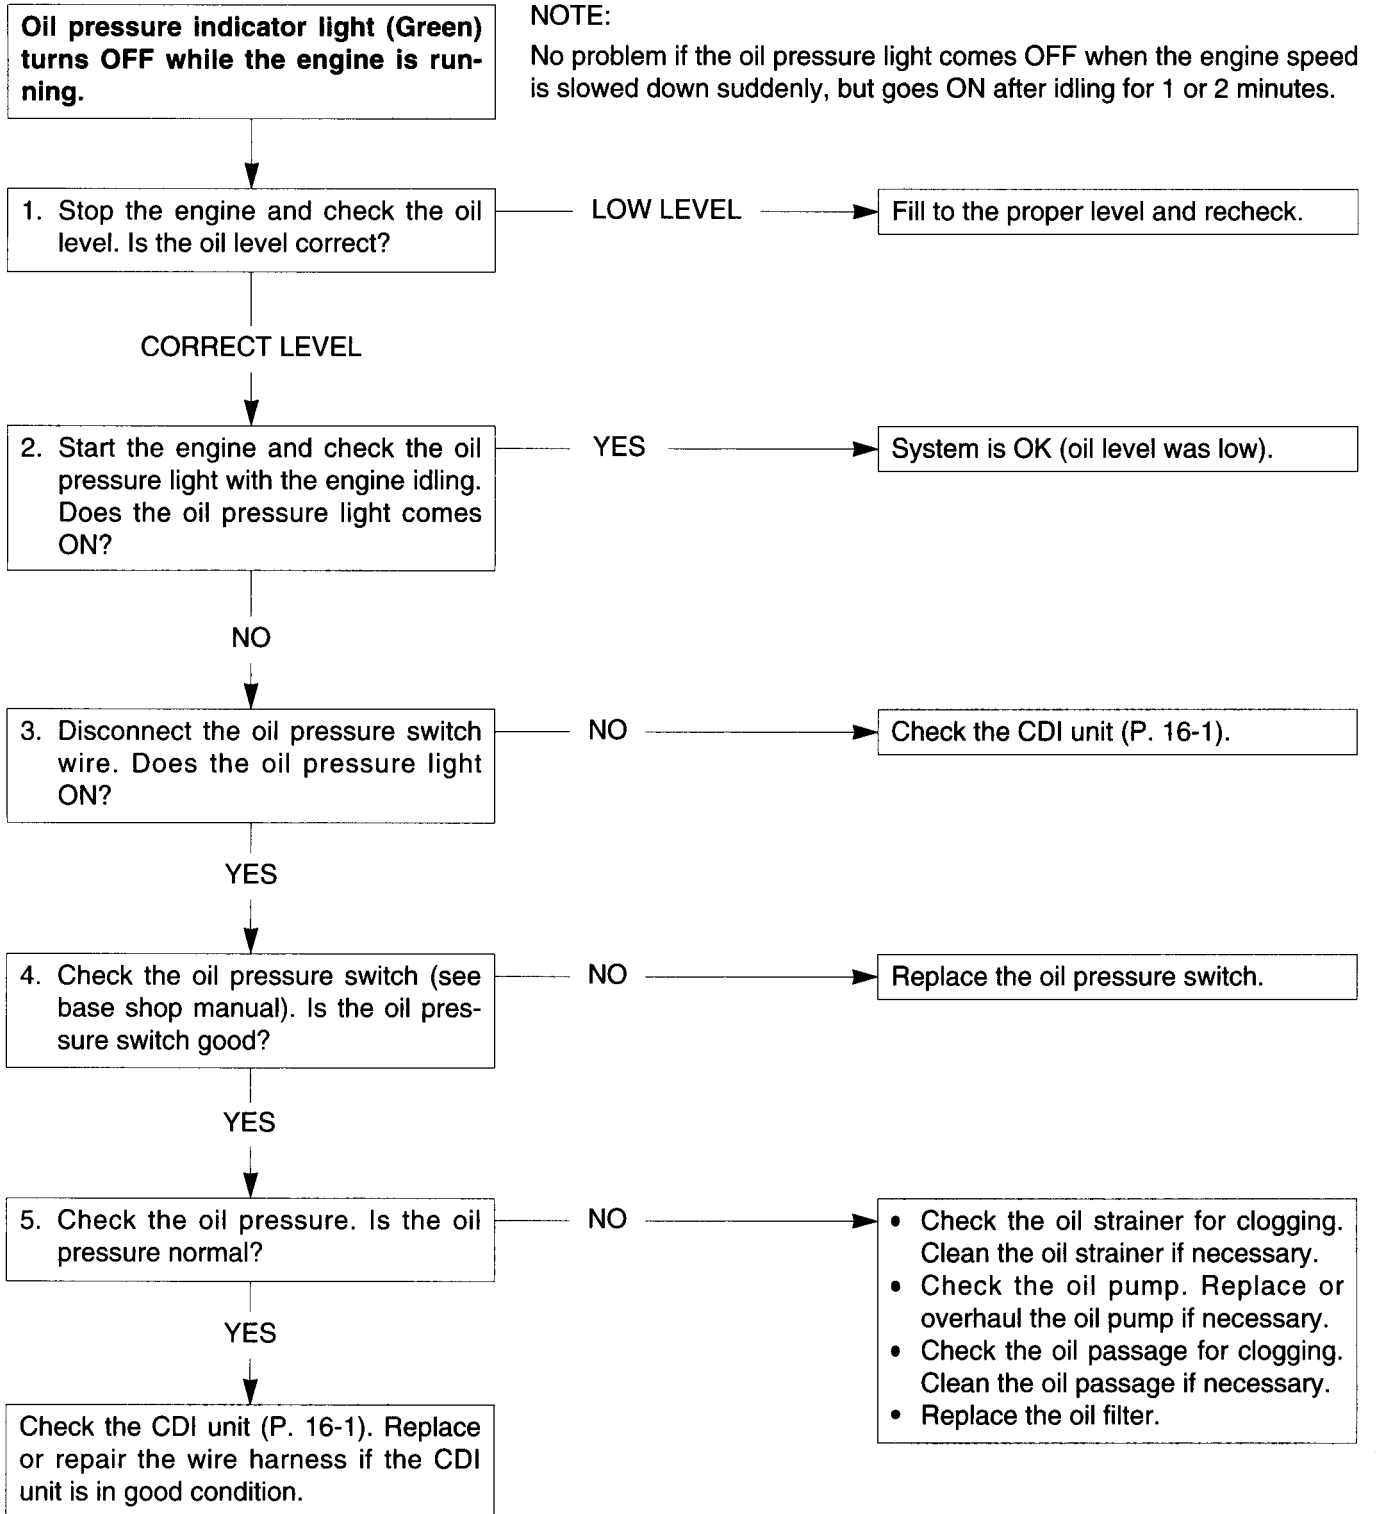 Oil pressure indicator light (Green)
turns OFF while the engine is run-
ning.
NOTE:
No problem if the oil pressure light comes OFF when the engine speed
is slowed down suddenly, but goes ON after idling for 1 or 2 minutes.
1. Stop the engine and check the oil
level. Is the oil level correct?
LOW LEVEL
Fill to the proper level and recheck.
CORRECT LEVEL
2. Start the engine and check the oil
pressure light with the engine idling.
Does the oil pressure light comes
ON?
YES
System is OK (oil level was low).
NO
3. Disconnect the oil pressure switch
wire. Does the oil pressure light
ON?
NO
Check the CDI unit (P. 16-1).
YES
4. Check the oil pressure switch (see
base shop manual). Is the oil pres-
sure switch good?
NO
Replace the oil pressure switch.
YES
5. Check the oil pressure. Is the oil
pressure normal?
NO
• Check the oil strainer for clogging.
Clean the oil strainer if necessary.
• Check the oil pump. Replace or
overhaul the oil pump if necessary.
• Check the oil passage for clogging.
Clean the oil passage if necessary.
• Replace the oil filter.
YES
Check the CDI unit (P. 16-1). Replace
or repair the wire harness if the CDI
unit is in good condition.